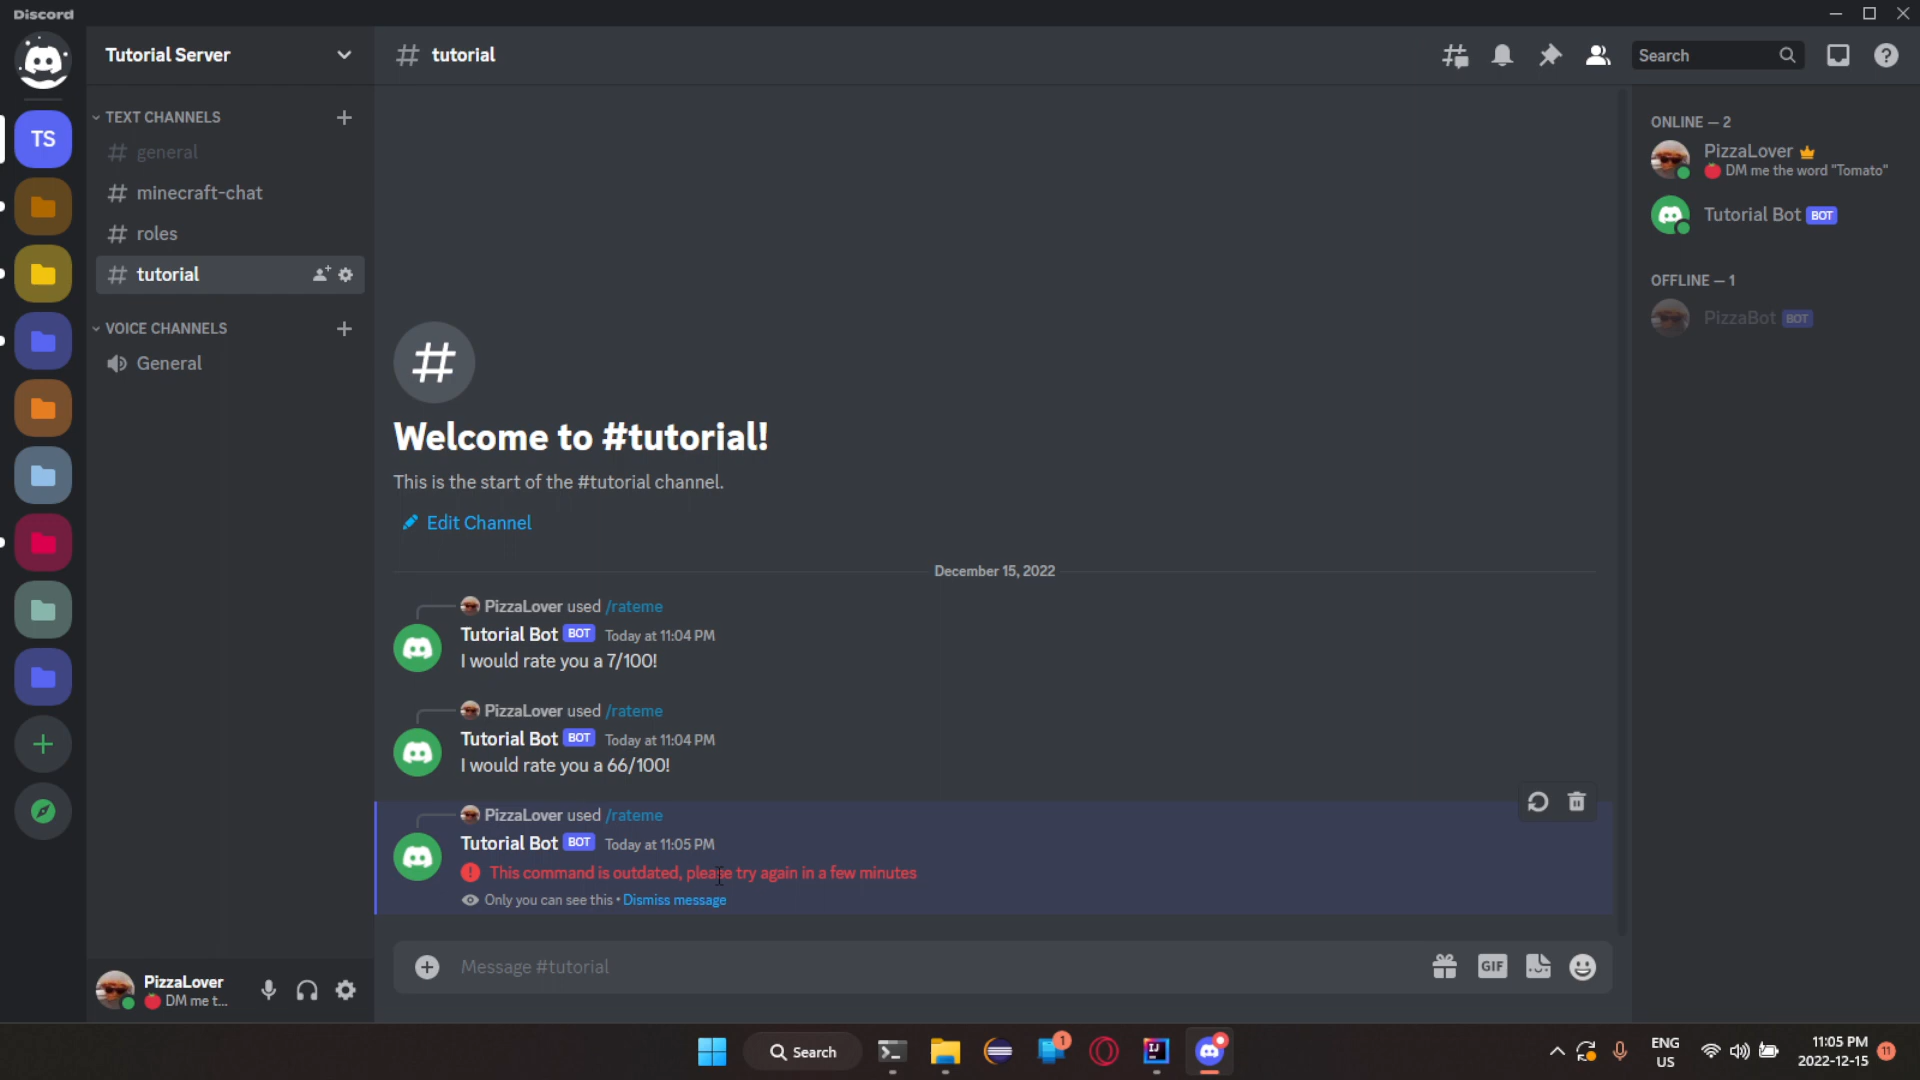 Discord
Tutorial Server
# tutorial
Search
TEXT CHANNELS
# general
# minecraft-chat
# roles
# tutorial
VOICE CHANNELS
General
TS
#
Welcome to #tutorial!
This is the start of the #tutorial channel.
Edit Channel
December 15, 2022
PizzaLover used /rateme
Tutorial Bot BOT Today at 11:04 PM
I would rate you a 7/100!
PizzaLover used /rateme
Tutorial Bot BOT Today at 11:04 PM
I would rate you a 66/100!
PizzaLover used /rateme
Tutorial Bot BOT Today at 11:05 PM
This command is outdated, please try again in a few minutes
Only you can see this • Dismiss message
Message #tutorial
GIF
ONLINE — 2
PizzaLover
DM me the word "Tomato"
Tutorial Bot BOT
OFFLINE — 1
PizzaBot BOT
PizzaLover
DM me t...
Search
1
IJ
ENG
US
11:05 PM
2022-12-15
11